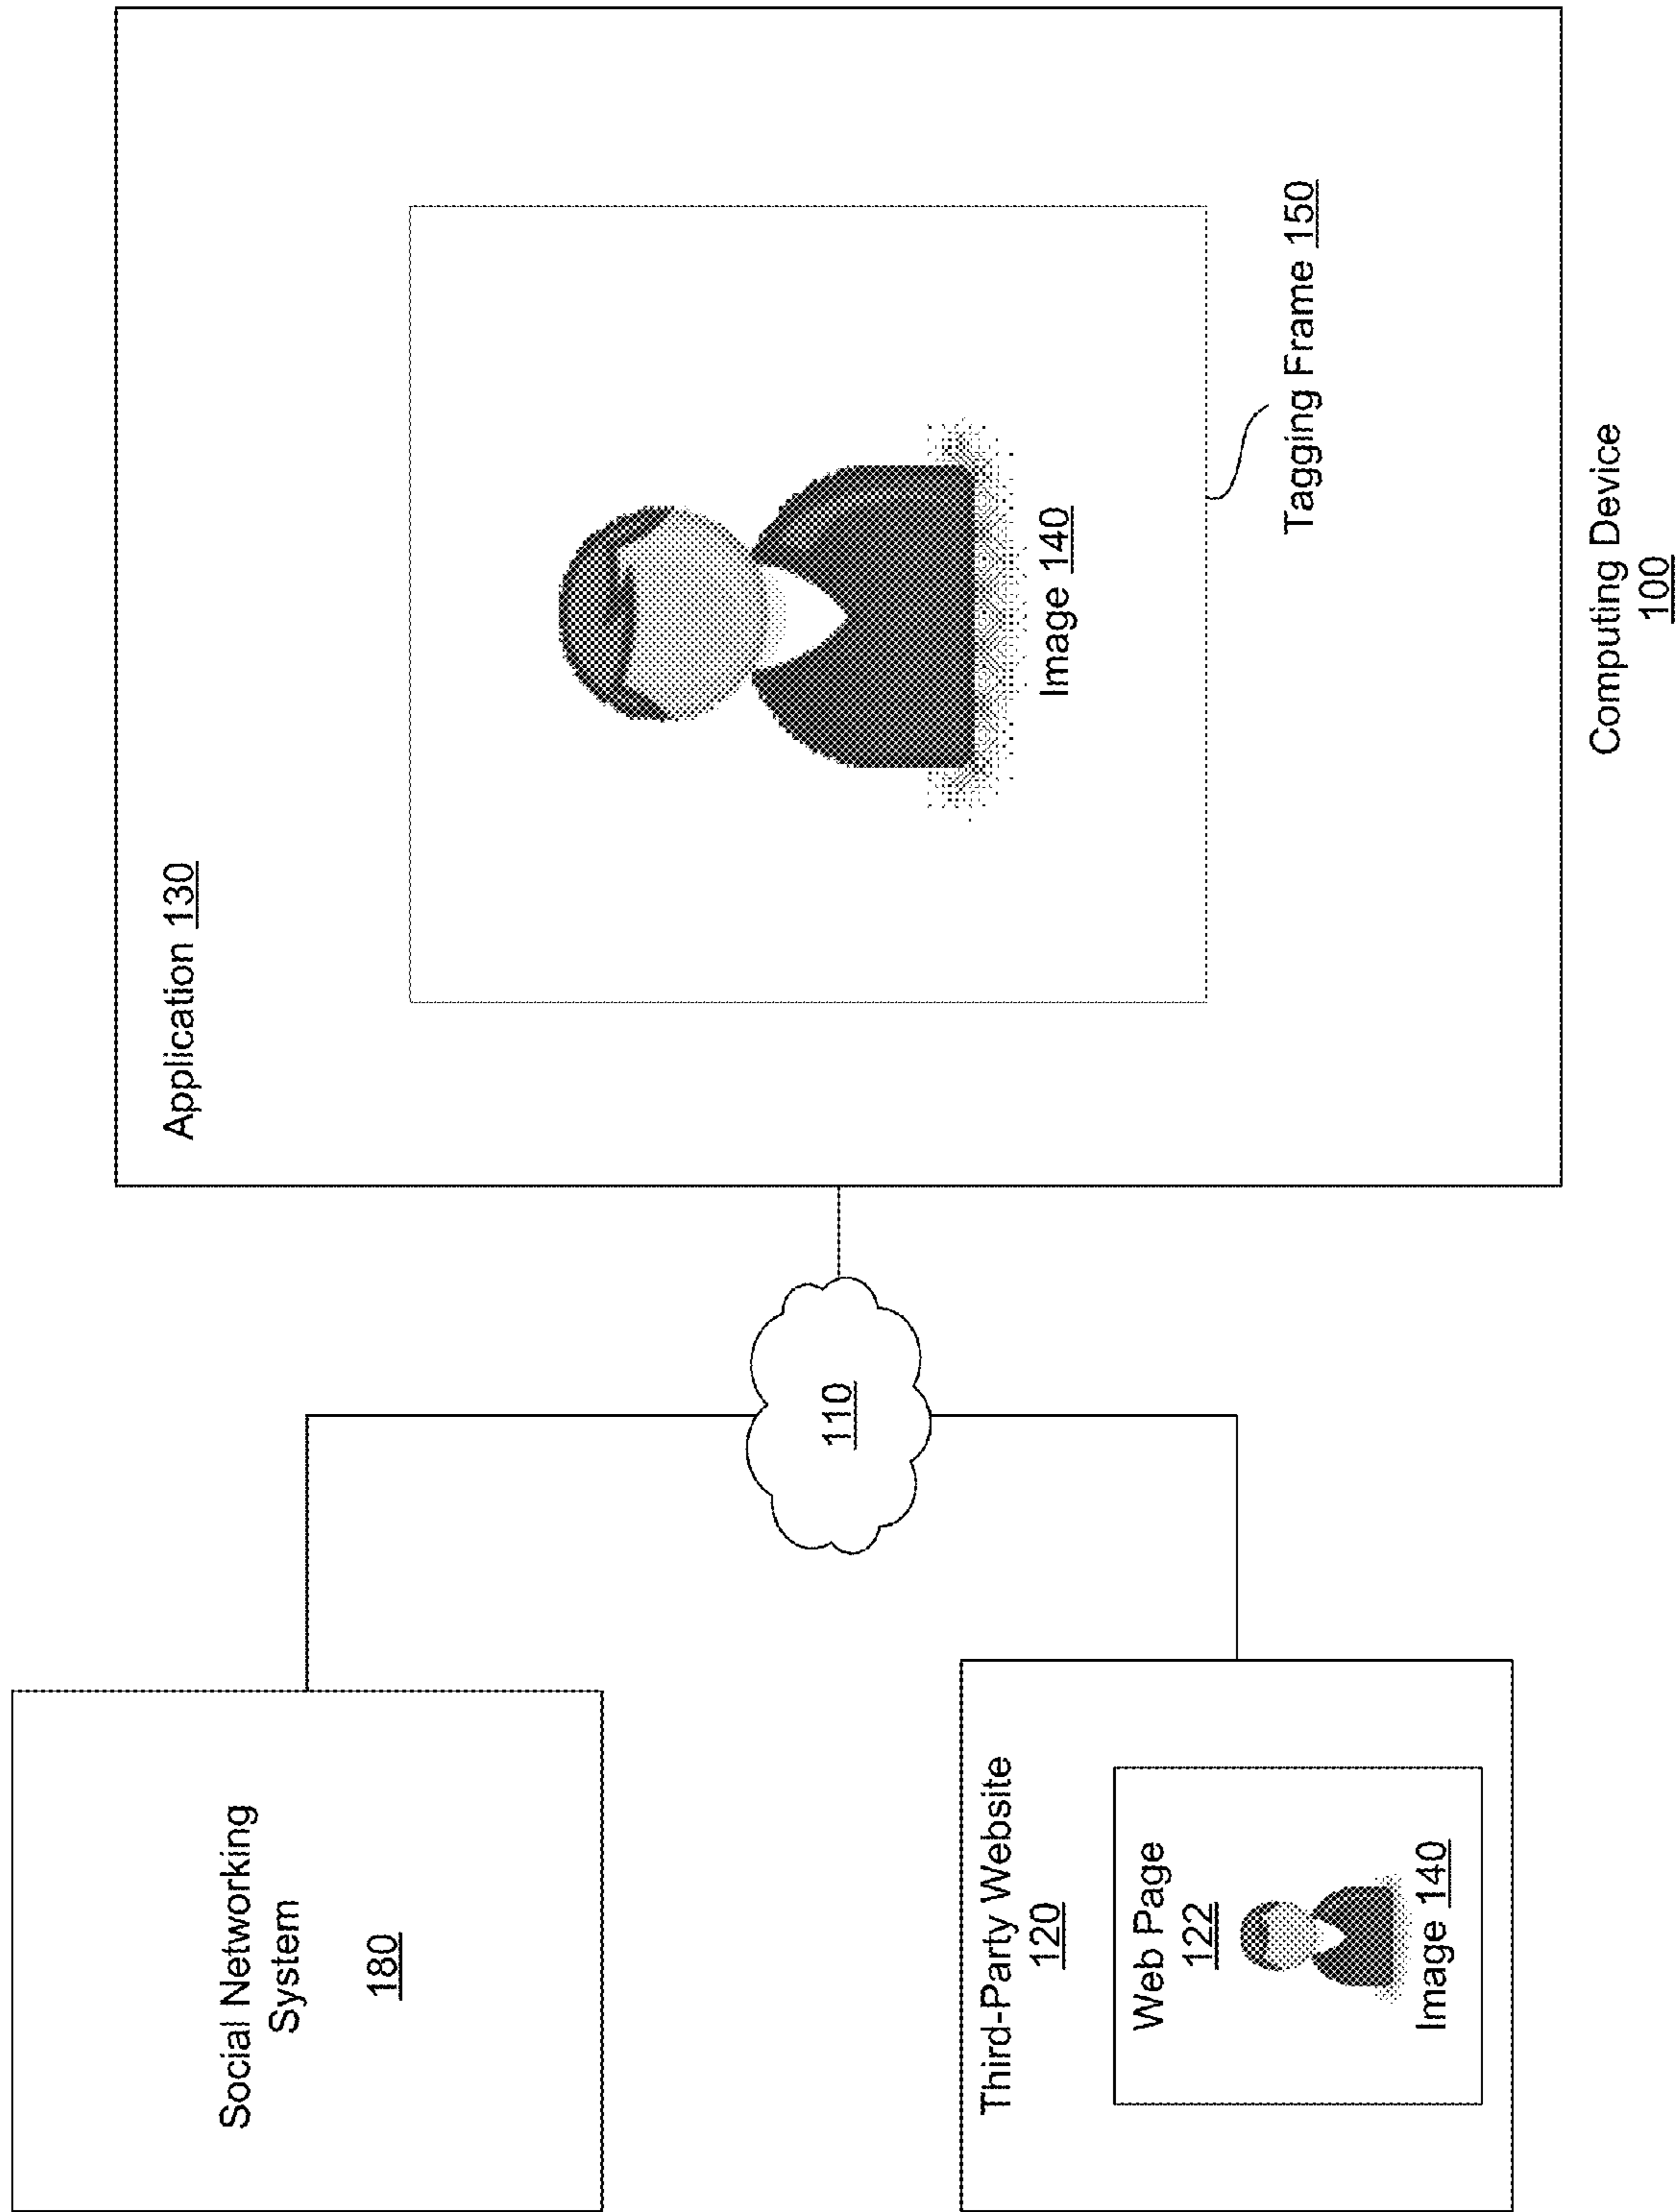 Social Networking
System
180
Third-Party Website
120
Web Page
122
Image 140
110
Application 130
Image 140
Tagging Frame 150
Computing Device
100